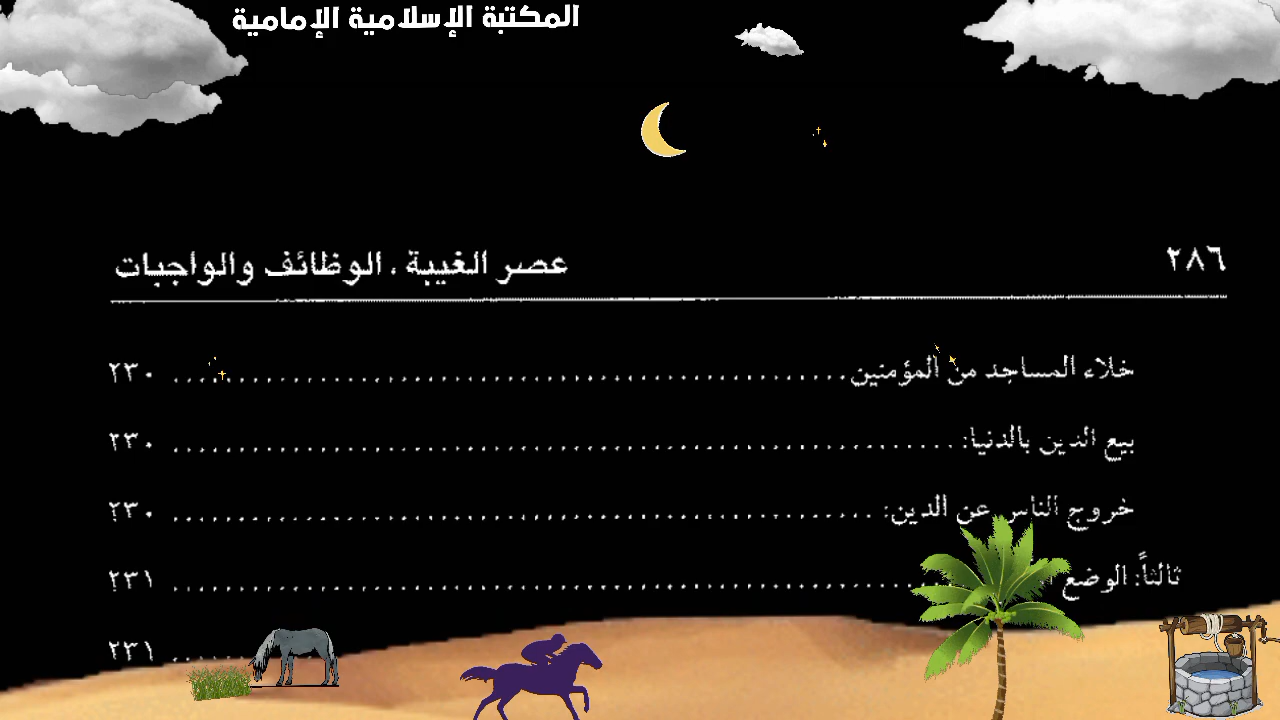 المكتبة الإسلامية الإمامية
٢٨٦ عصر الغيبة . الوظائف والواجبات
خلاء المساجد من المؤمنين ........ ٢٣٠
بيع الدين بالدنيا: ........ ٢٣٠
خروج الناس عن الدين: ........ ٢٣٠
ثالثاً: الوضع ........ ٢٣١
........ ٢٣١